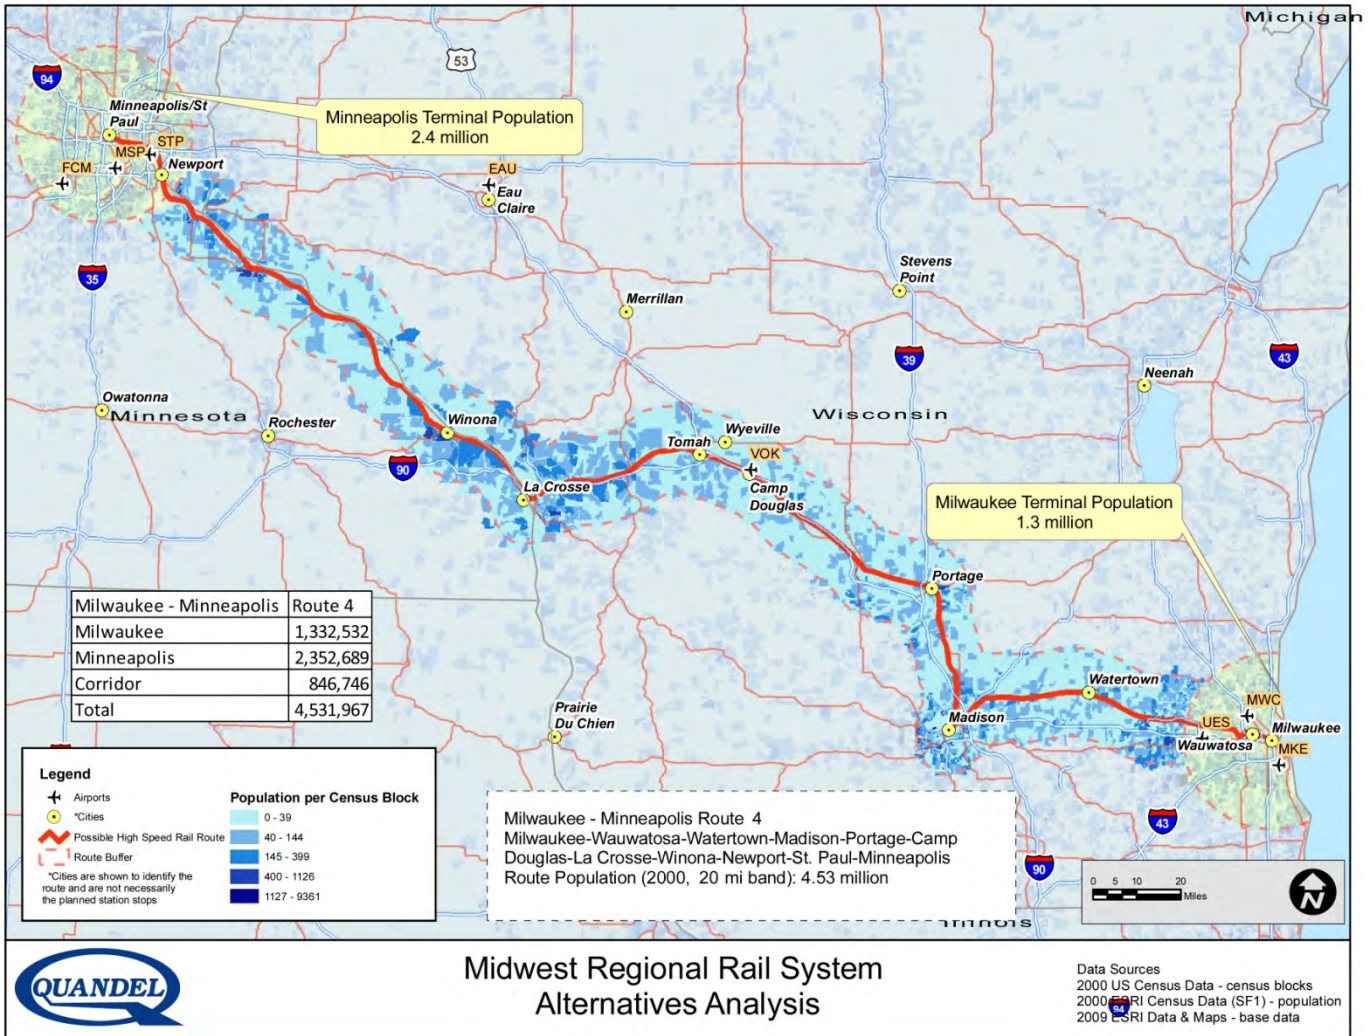 Michigan
94
53
Minneapolis/St
Paul
Minneapolis Terminal Population
2.4 million
STP
MSP
FCM
Newport
EAU
Eau
Claire
35
Stevens
Point
Merrillan
39
43
Neenah
Owatonna
Minnesota
Rochester
Winona
Wisconsin
Wyeville
Tomah
VOK
90
La Crosse
Camp
Douglas
Milwaukee Terminal Population
1.3 million
Portage
Milwaukee - Minneapolis Route 4
Milwaukee 1,332,532
Minneapolis 2,352,689
Corridor 846,746
Total 4,531,967
Watertown
Prairie
Du Chien
Madison
MWC
UES
Milwaukee
Wauwatosa
MKE
Legend
Airports
*Cities
Possible High Speed Rail Route
Route Buffer
*Cities are shown to identify the
route and are not necessarily
the planned station stops
Population per Census Block
0 - 39
40 - 144
145 - 399
400 - 1126
1127 - 9361
Milwaukee - Minneapolis Route 4
Milwaukee-Wauwatosa-Watertown-Madison-Portage-Camp
Douglas-La Crosse-Winona-Newport-St. Paul-Minneapolis
Route Population (2000, 20 mi band): 4.53 million
43
90
0 5 10 20
Miles
N
Illinois
QUANDEL
Midwest Regional Rail System
Alternatives Analysis
Data Sources
2000 US Census Data - census blocks
2000 ESRI Census Data (SF1) - population
94
2009 ESRI Data & Maps - base data